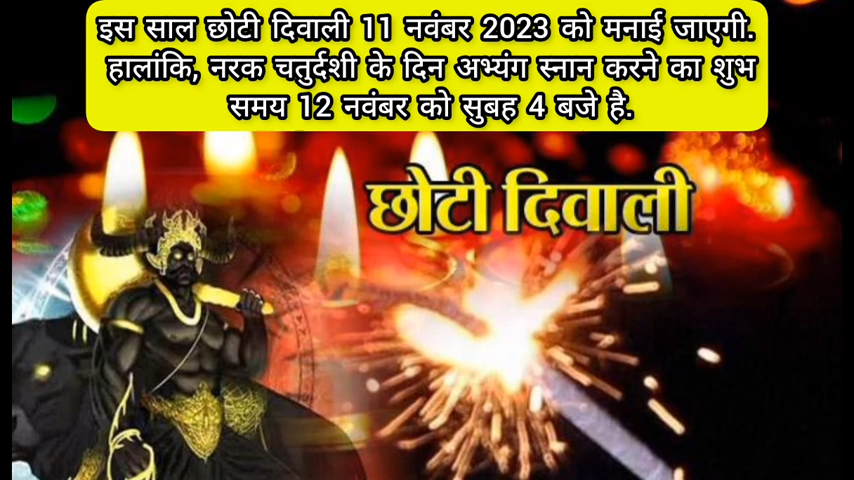 इस साल छोटी दिवाली 11 नवंबर 2023 को मनाई जाएगी.
हालांकि, नरक चतुर्दशी के दिन अभ्यंग स्नान करने का शुभ
समय 12 नवंबर को सुबह 4 बजे है.
छोटी दिवाली